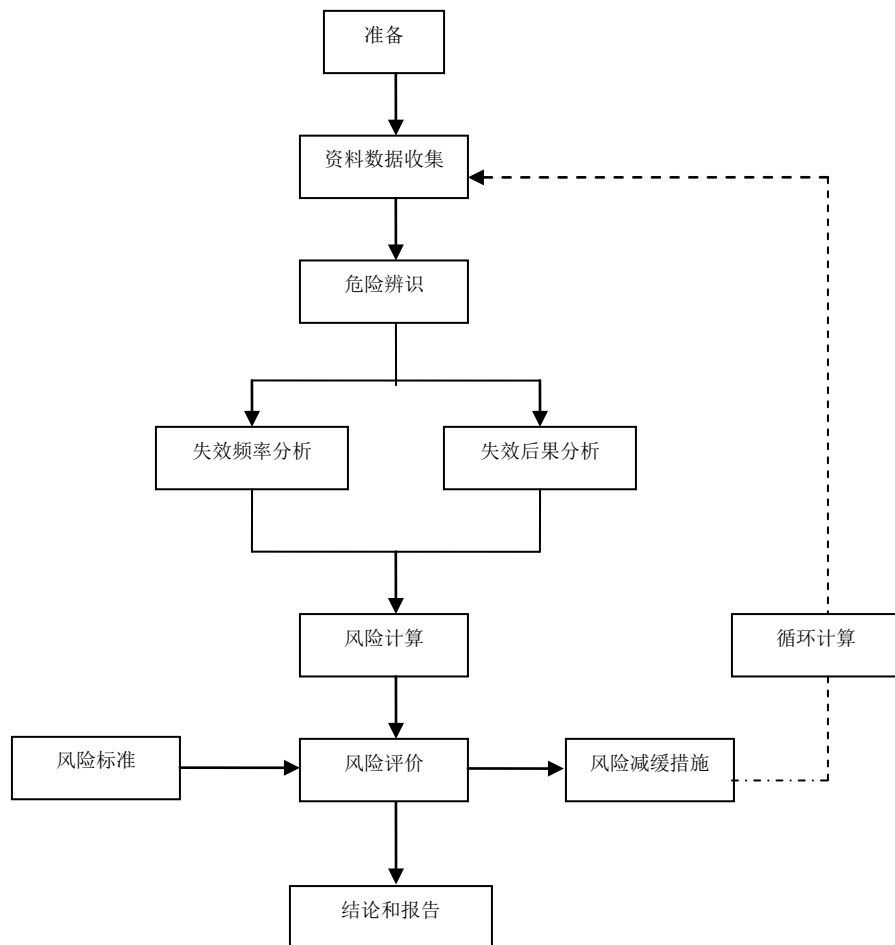 准备
资料数据收集
危险辨识
失效频率分析
失效后果分析
风险计算
循环计算
风险标准
风险评价
风险减缓措施
结论和报告